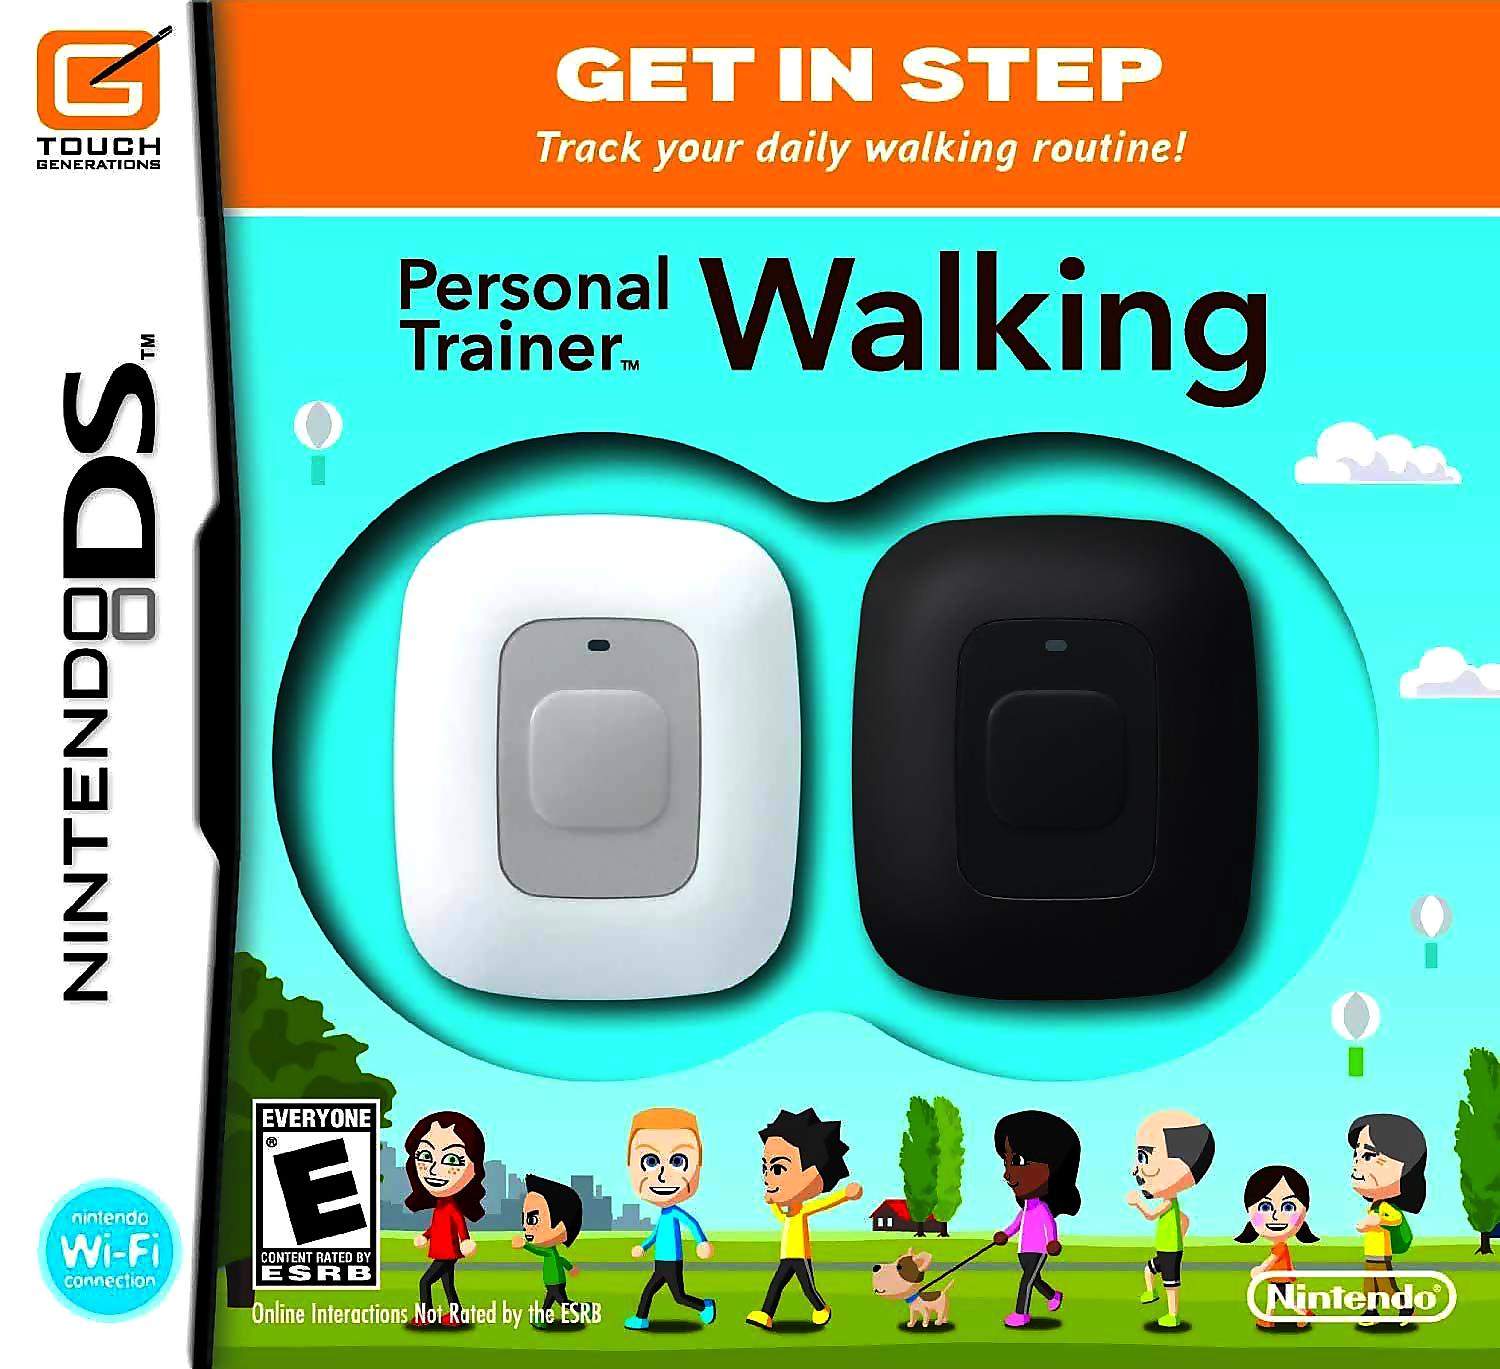 TOUCH
GENERATIONS
GET IN STEP
Track your daily walking routine!
Personal
Trainer™
Walking
NINTENDO DS™
EVERYONE
®
E
CONTENT RATED BY
ESRB
Online Interactions Not Rated by the ESRB
nintendo
Wi-Fi
connection
Nintendo®